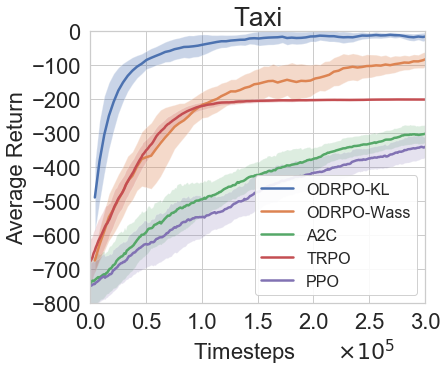 Taxi
Average Return
0
−100
−200
−300
−400
−500
−600
−700
−800
ODRPO-KL
ODRPO-Wass
A2C
TRPO
PPO
0.0 0.5 1.0 1.5 2.0 2.5 3.0
Timesteps ×10⁵